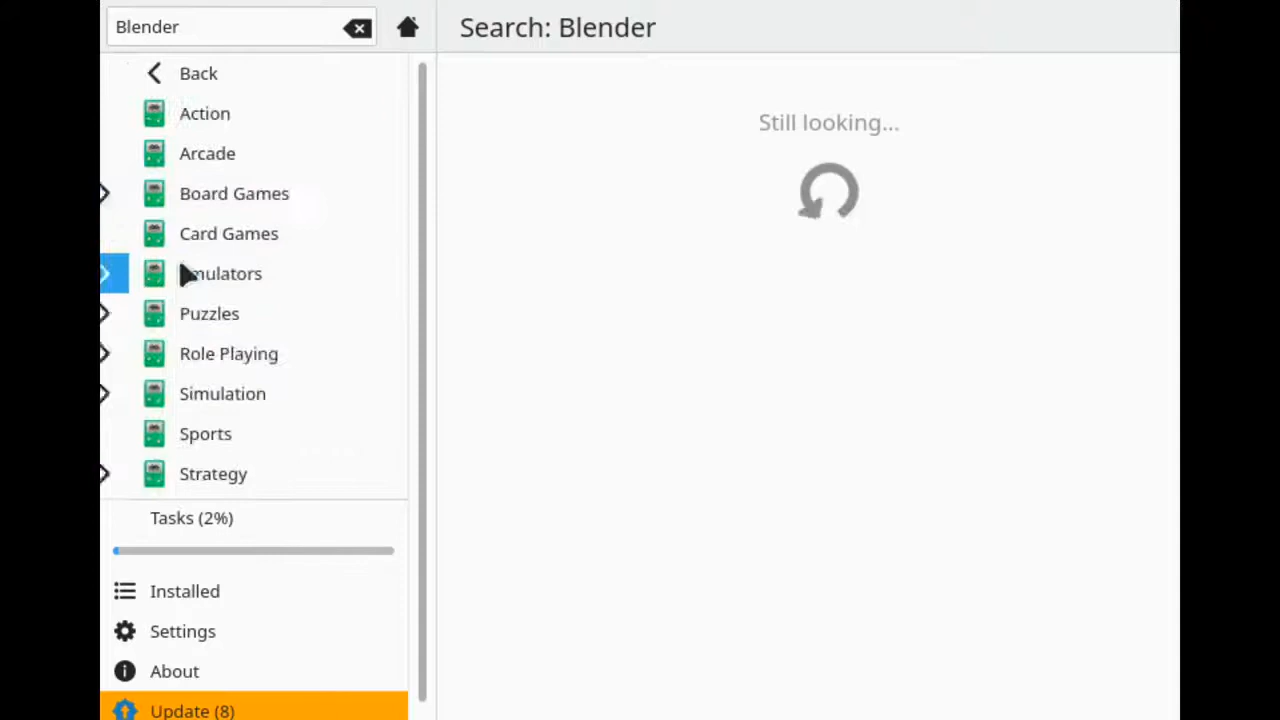 Blender
Search: Blender
Back
Action
Arcade
Board Games
Card Games
mulators
Puzzles
Role Playing
Simulation
Sports
Strategy
Tasks (2%)
Installed
Settings
About
Update (8)
Still looking...